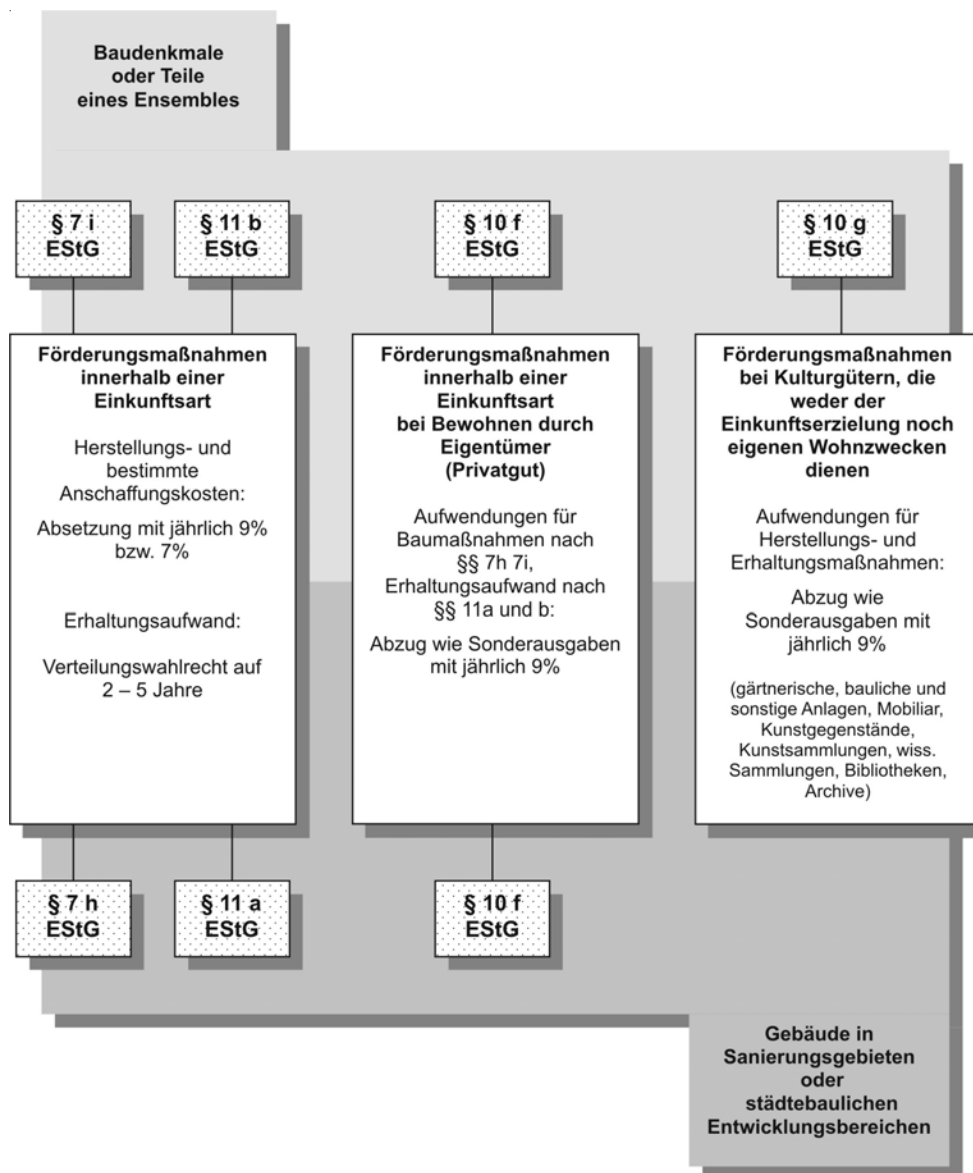 Baudenkmale
oder Teile
eines Ensembles
§ 7 i
EStG
§ 11 b
EStG
§ 10 f
EStG
§ 10 g
EStG
Förderungsmaßnahmen
innerhalb einer
Einkunftsart
Herstellungs- und
bestimmte
Anschaffungskosten:
Absetzung mit jährlich 9%
bzw. 7%
Erhaltungsaufwand:
Verteilungswahlrecht auf
2 – 5 Jahre
Förderungsmaßnahmen
innerhalb einer
Einkunftsart
bei Bewohnen durch
Eigentümer
(Privatgut)
Aufwendungen für
Baumaßnahmen nach
§§ 7h 7i,
Erhaltungsaufwand nach
§§ 11a und b:
Abzug wie Sonderausgaben
mit jährlich 9%
Förderungsmaßnahmen
bei Kulturgütern, die
weder der
Einkunftserzielung noch
eigenen Wohnzwecken
dienen
Aufwendungen für
Herstellungs- und
Erhaltungsmaßnahmen:
Abzug wie
Sonderausgaben mit
jährlich 9%
(gärtnerische, bauliche und
sonstige Anlagen, Mobiliar,
Kunstgegenstände,
Kunstsammlungen, wiss.
Sammlungen, Bibliotheken,
Archive)
§ 7 h
EStG
§ 11 a
EStG
§ 10 f
EStG
Gebäude in
Sanierungsgebieten
oder
städtebaulichen
Entwicklungsbereichen